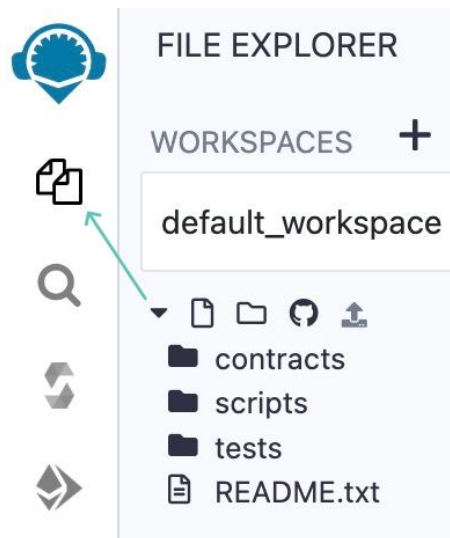 FILE EXPLORER
WORKSPACES
default_workspace
contracts
scripts
tests
README.txt